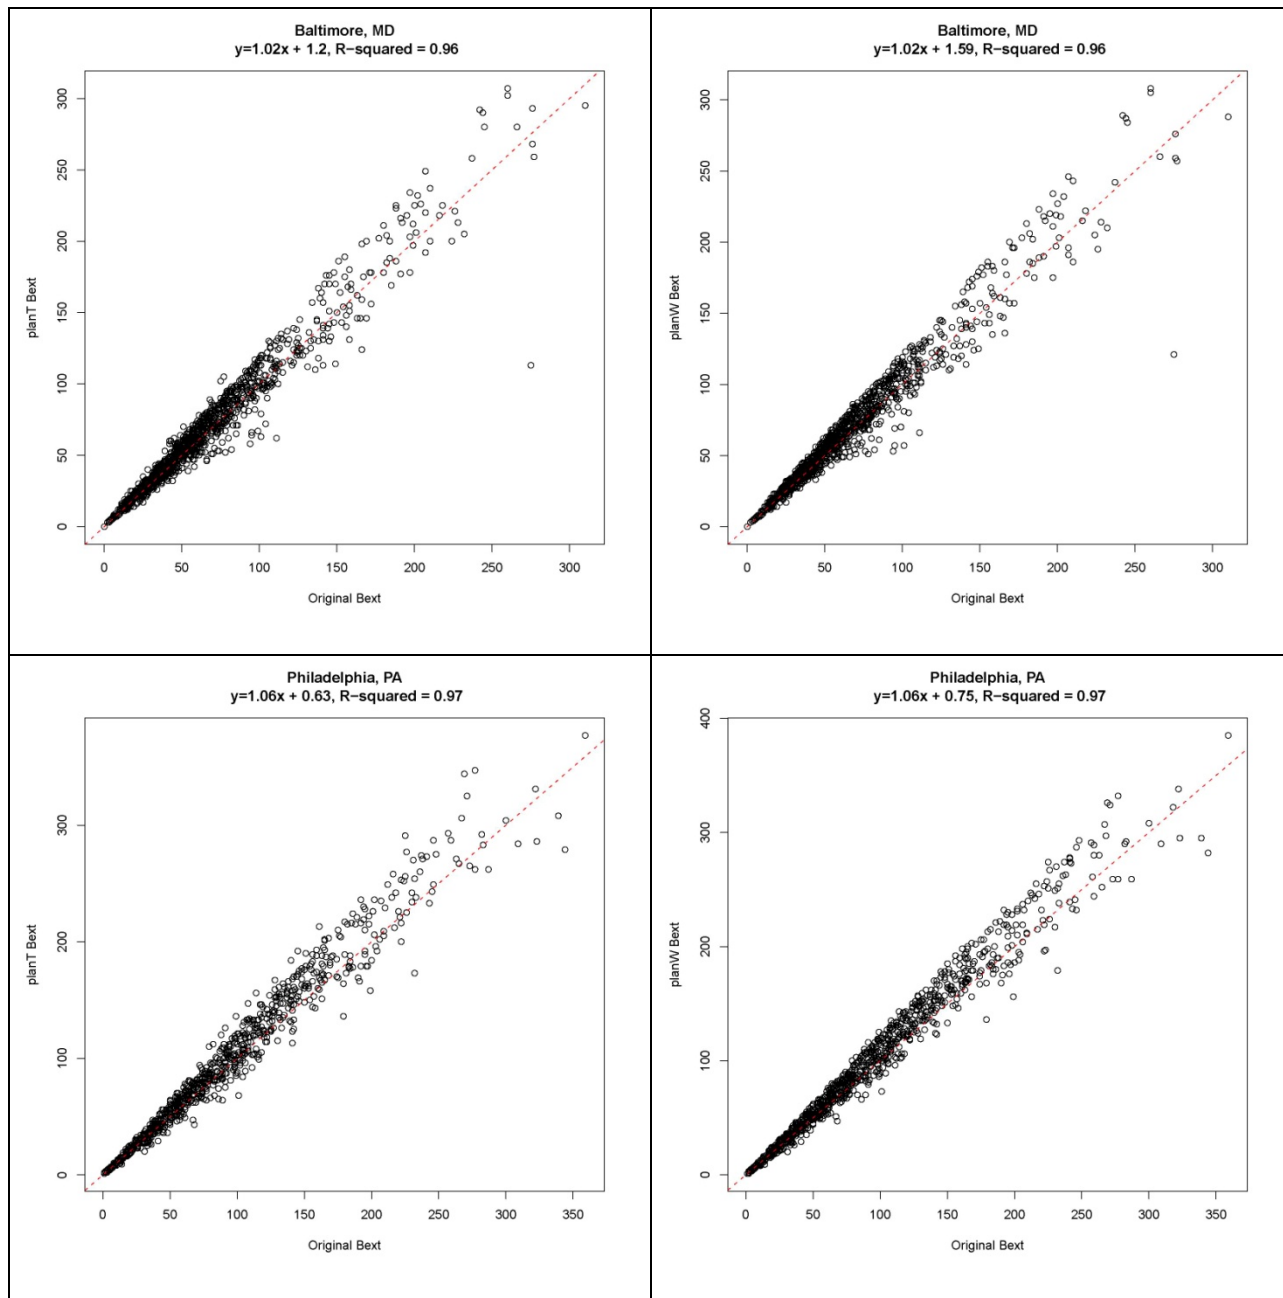 Baltimore, MD
y=1.02x + 1.2, R−squared = 0.96
planT Bext
300
250
200
150
100
50
0
0 50 100 150 200 250 300
Original Bext
Baltimore, MD
y=1.02x + 1.59, R−squared = 0.96
planW Bext
300
250
200
150
100
50
0
0 50 100 150 200 250 300
Original Bext
Philadelphia, PA
y=1.06x + 0.63, R−squared = 0.97
planT Bext
300
200
100
0
0 50 100 150 200 250 300 350
Original Bext
Philadelphia, PA
y=1.06x + 0.75, R−squared = 0.97
planW Bext
400
300
200
100
0
0 50 100 150 200 250 300 350
Original Bext